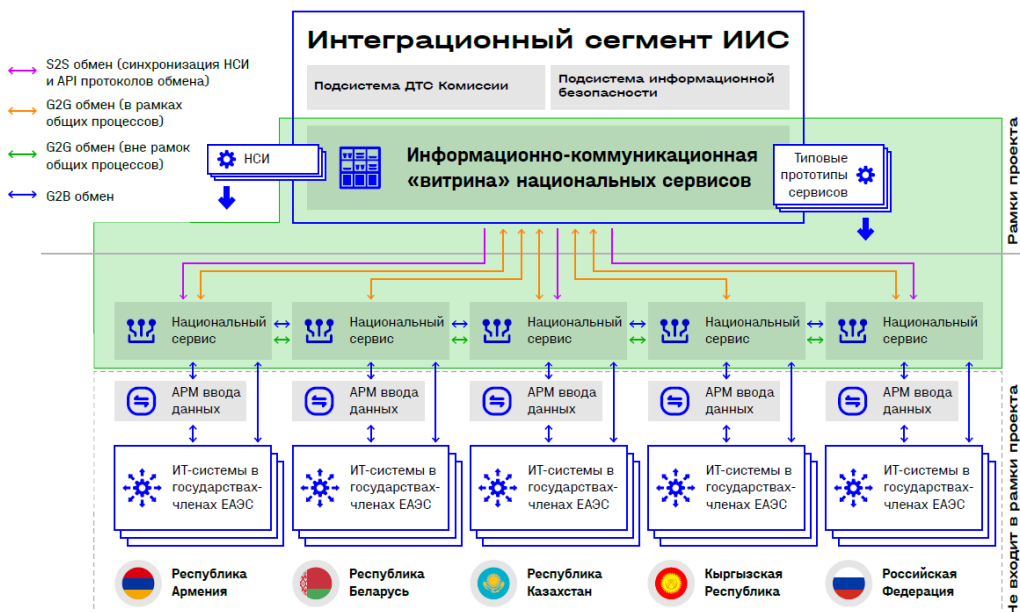 Интеграционный сегмент ИИС
S2S обмен (синхронизация НСИ
и API протоколов обмена)
G2G обмен (в рамках
общих процессов)
G2G обмен (вне рамок
общих процессов)
G2B обмен
Подсистема ДТС Комиссии
Подсистема информационной
безопасности
НСИ
Информационно-коммуникационная
«витрина» национальных сервисов
Типовые
прототипы
сервисов
Рамки проекта
Национальный
сервис
Национальный
сервис
Национальный
сервис
Национальный
сервис
Национальный
сервис
АРМ ввода
данных
АРМ ввода
данных
АРМ ввода
данных
АРМ ввода
данных
АРМ ввода
данных
ИТ-системы в
государствах-
членах ЕАЭС
ИТ-системы в
государствах-
членах ЕАЭС
ИТ-системы в
государствах-
членах ЕАЭС
ИТ-системы в
государствах-
членах ЕАЭС
ИТ-системы в
государствах-
членах ЕАЭС
Не входит в рамки проекта
Республика
Армения
Республика
Беларусь
Республика
Казахстан
Кыргызская
Республика
Российская
Федерация